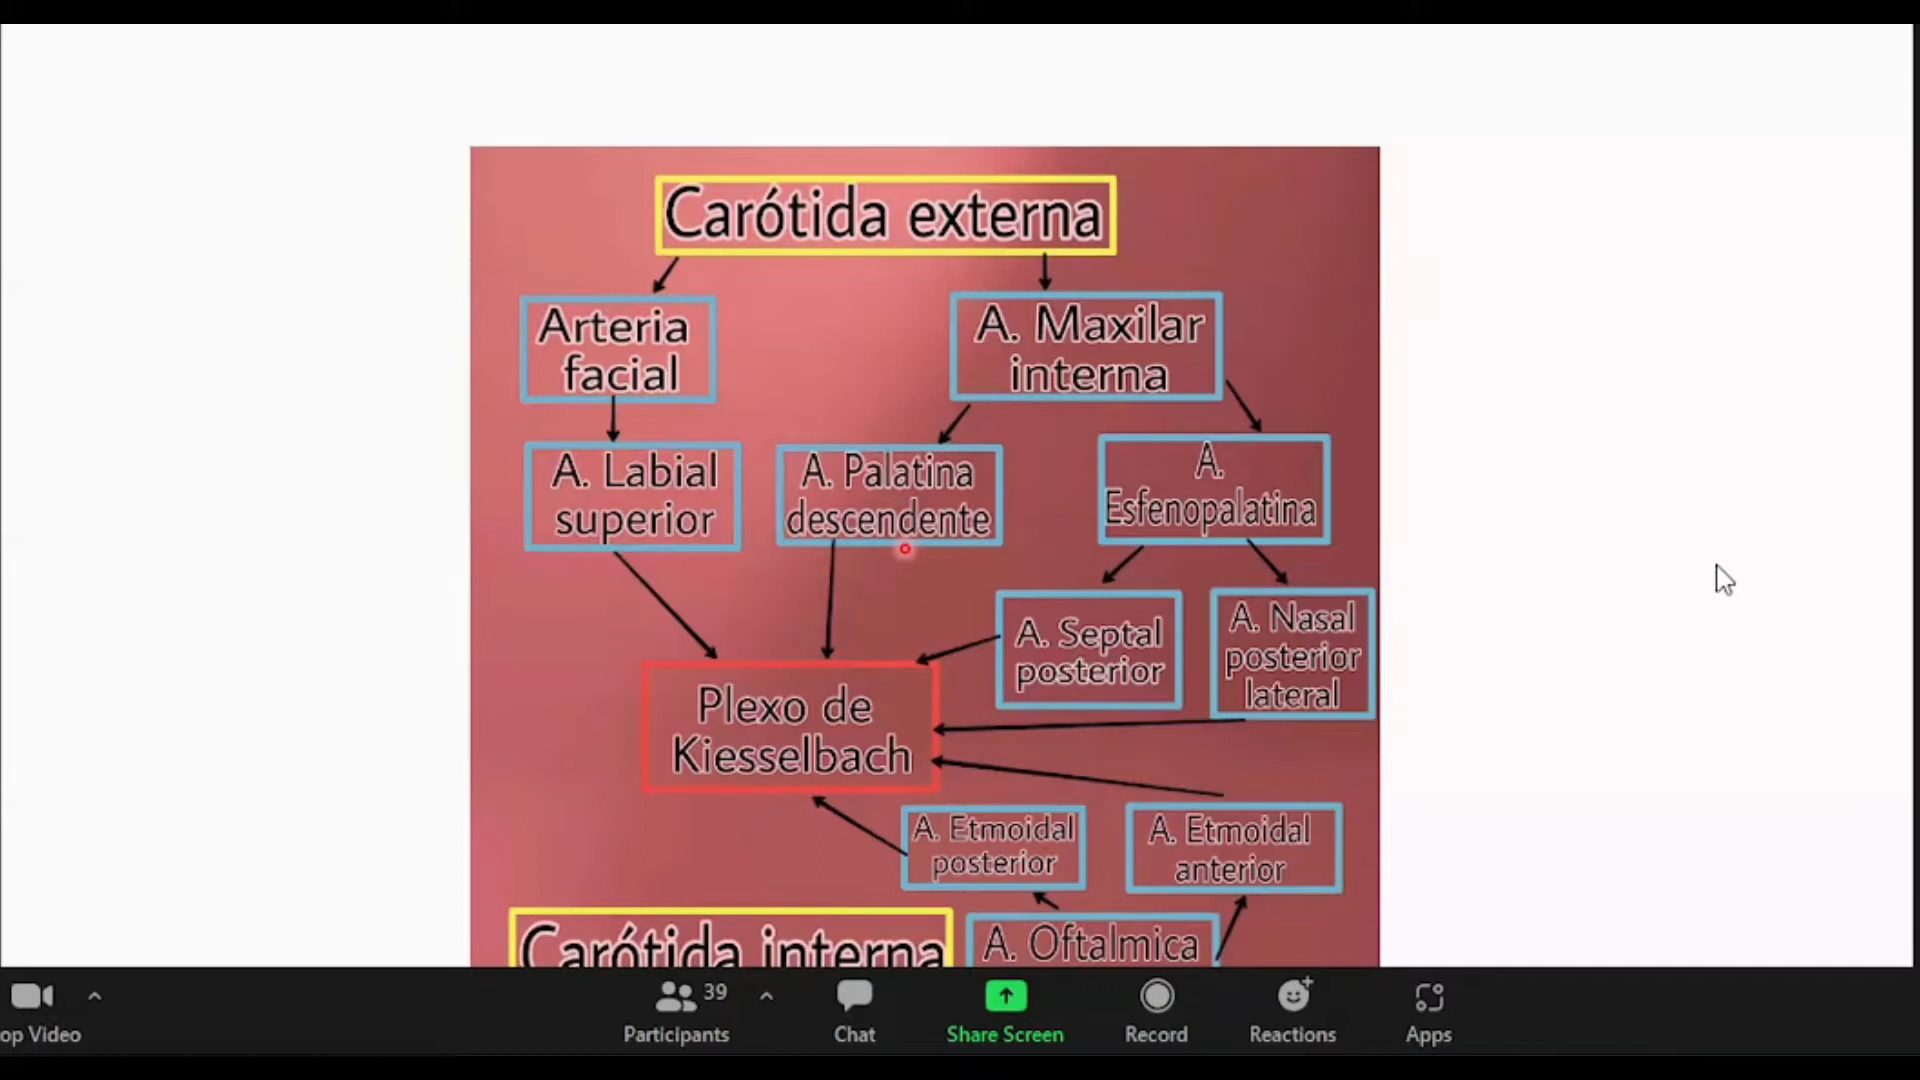 Carótida externa
Arteria
facial
A. Maxilar
interna
A. Labial
superior
A. Palatina
descendente
A.
Esfenopalatina
A. Septal
posterior
A. Nasal
posterior
lateral
Plexo de
Kiesselbach
A. Etmoidal
posterior
A. Etmoidal
anterior
Carótida interna
A. Oftalmica
op Video
39
Participants
Chat
Share Screen
Record
Reactions
Apps